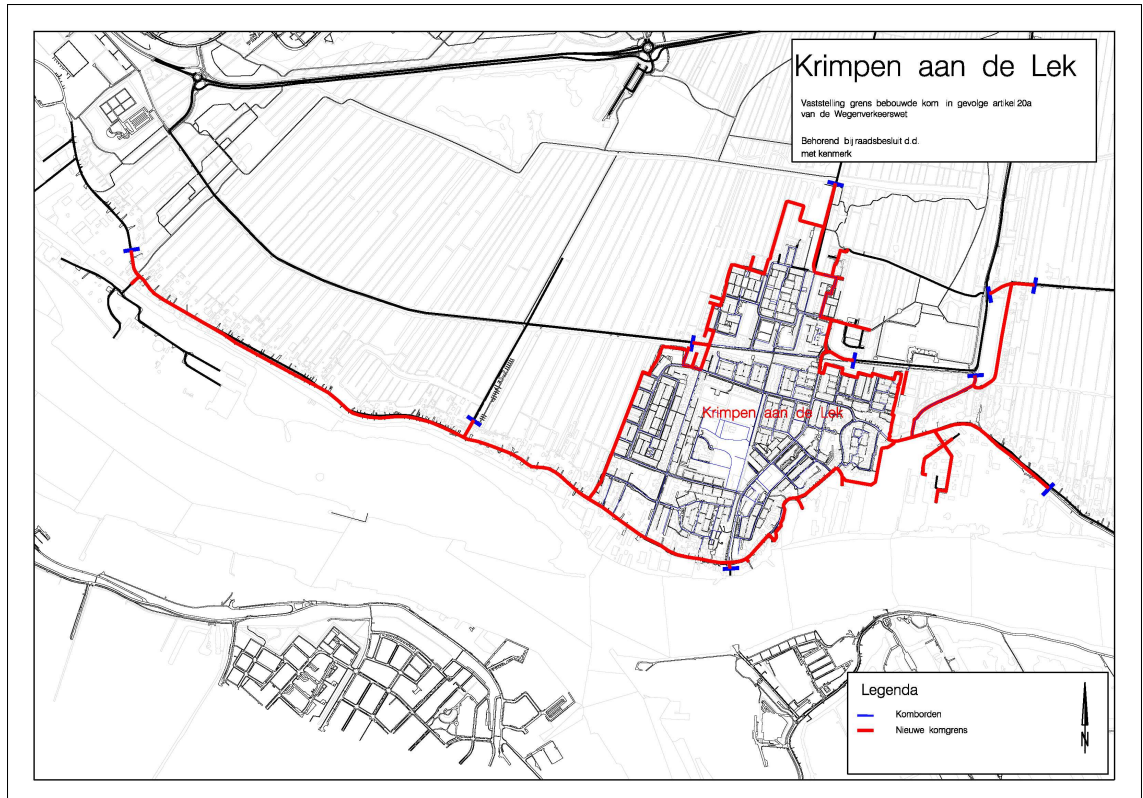 Krimpen aan de Lek
Vaststelling grens bebouwde kom in gevolge artikel 20a
van de Wegenverkeerswet
Behorend bij raadsbesluit d.d.
met kenmerk
Krimpen aan de Lek
Legenda
Komborden
Nieuwe komgrens
N